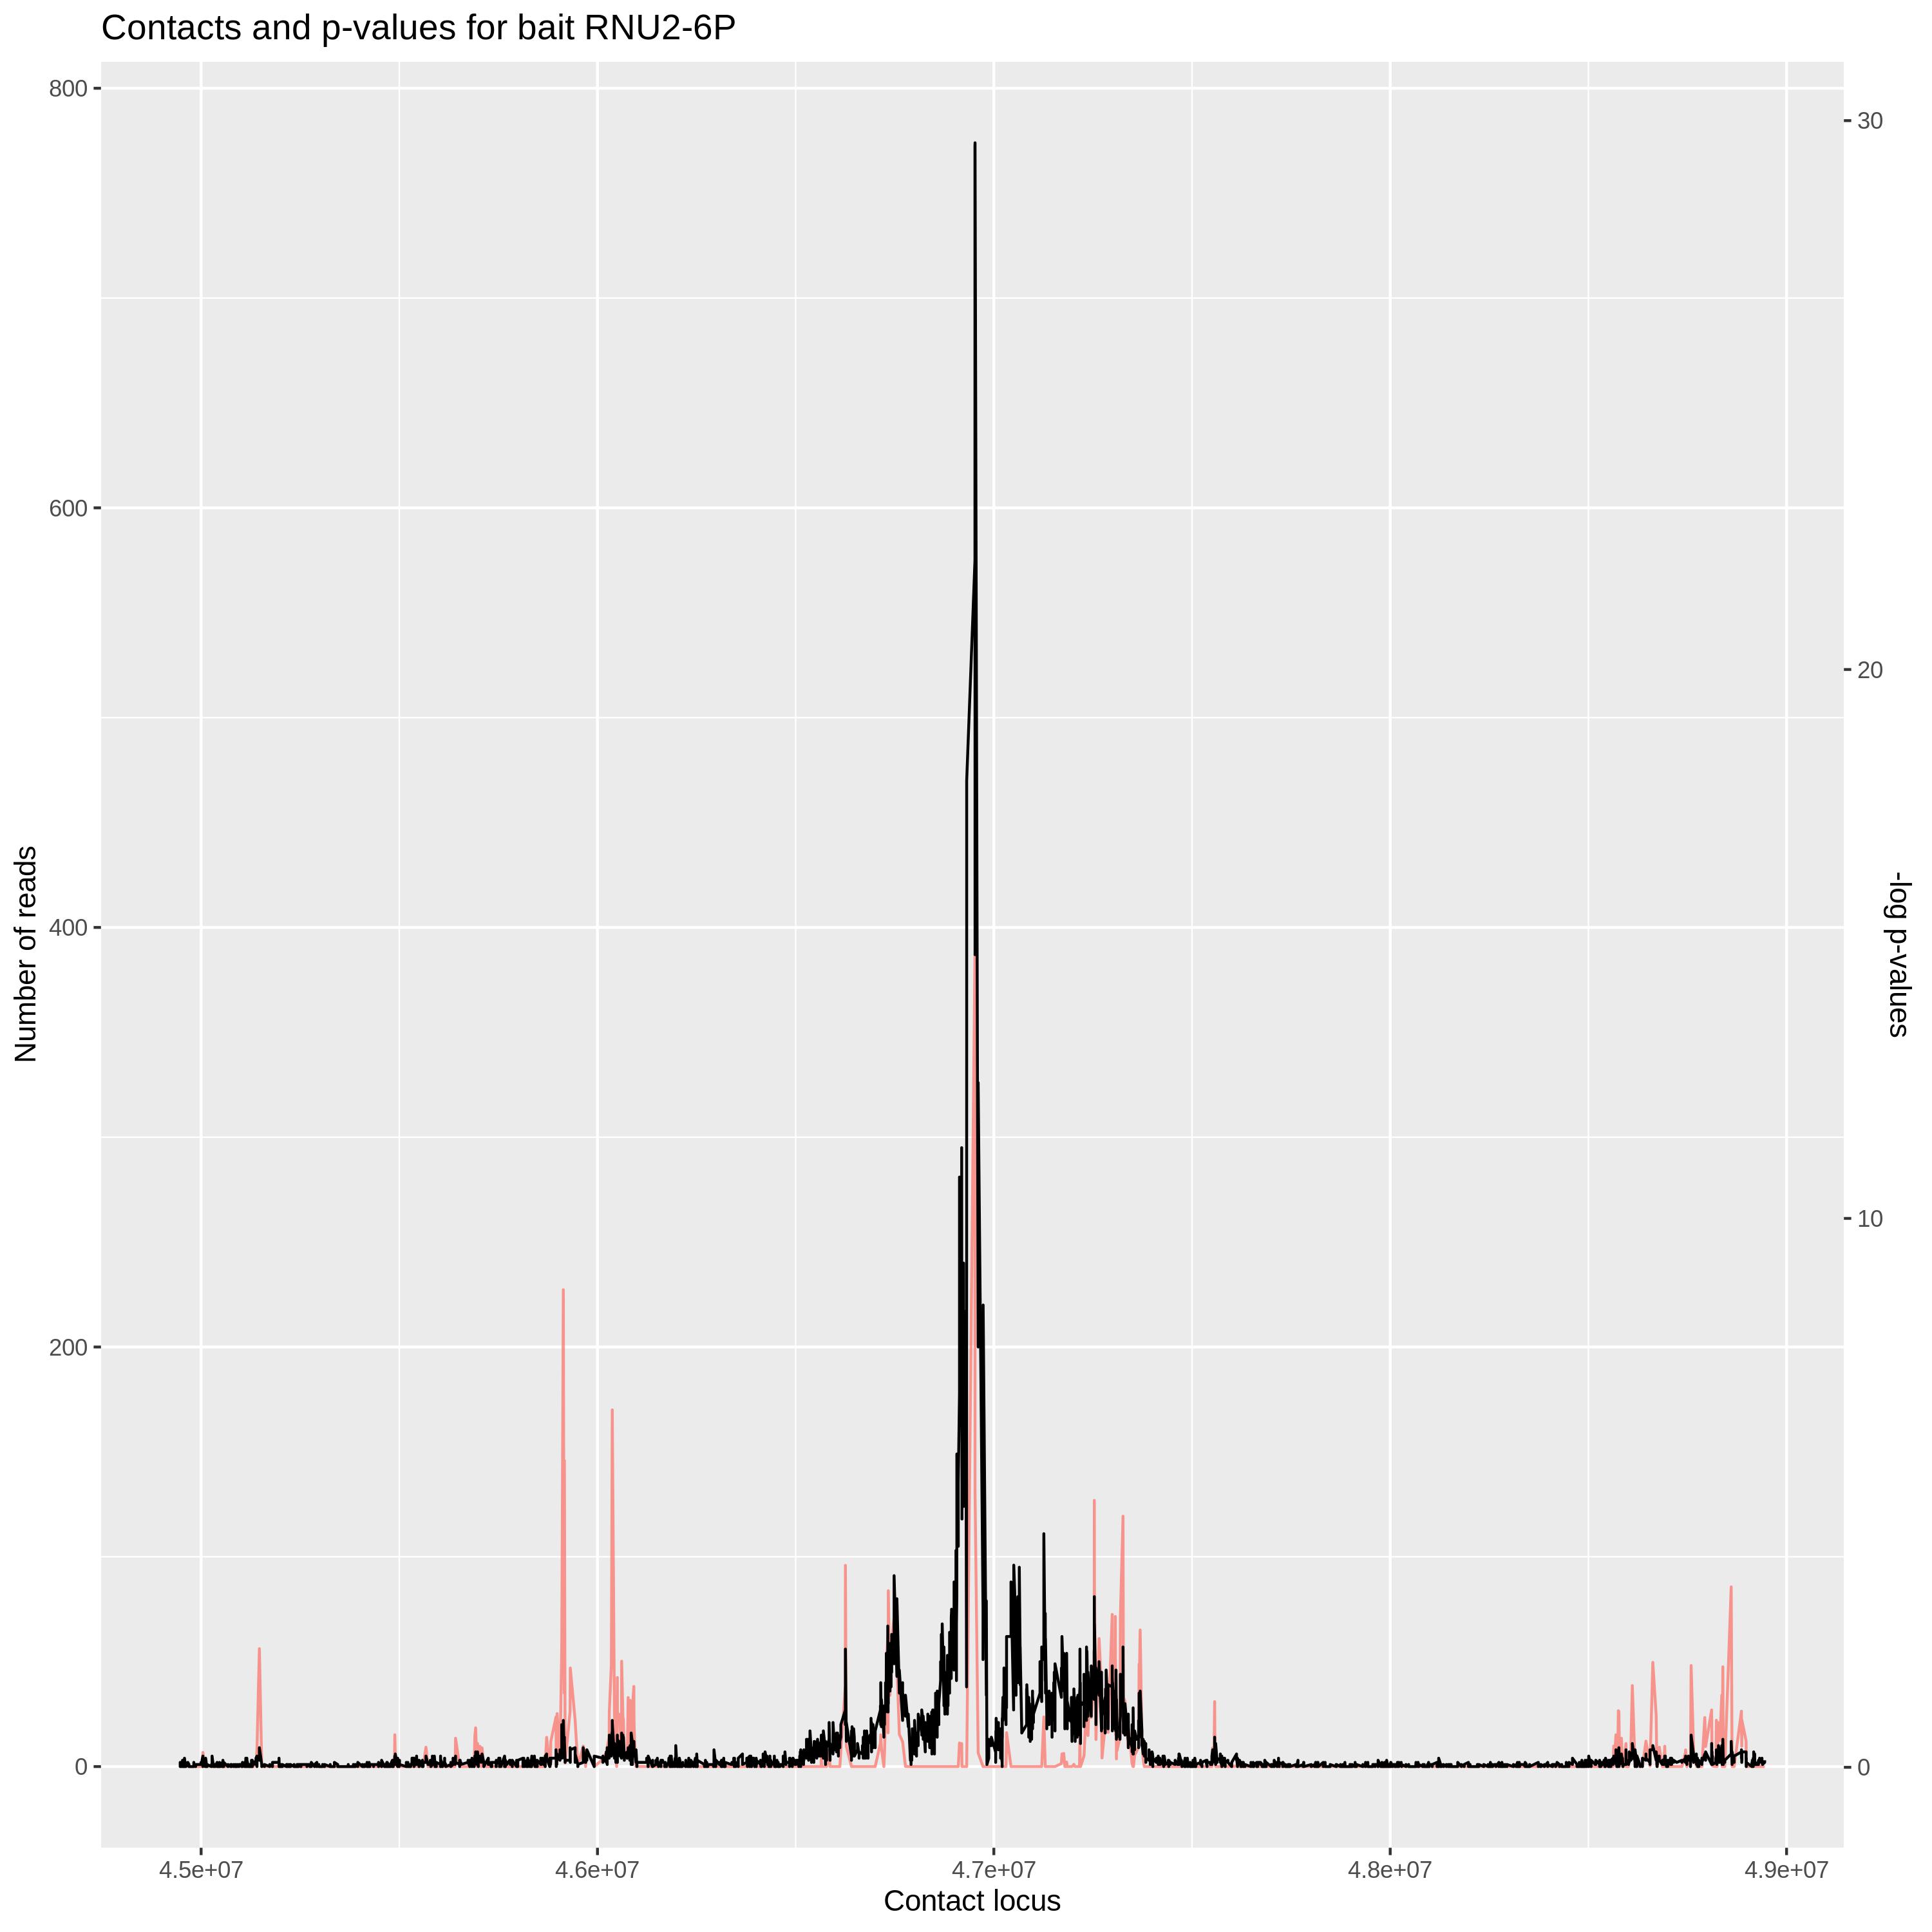 Contacts and p-values for bait RNU2-6P
800
600
400
200
0
Number of reads
30
20
10
0
-log p-values
4.5e+07
4.6e+07
4.7e+07
4.8e+07
4.9e+07
Contact locus